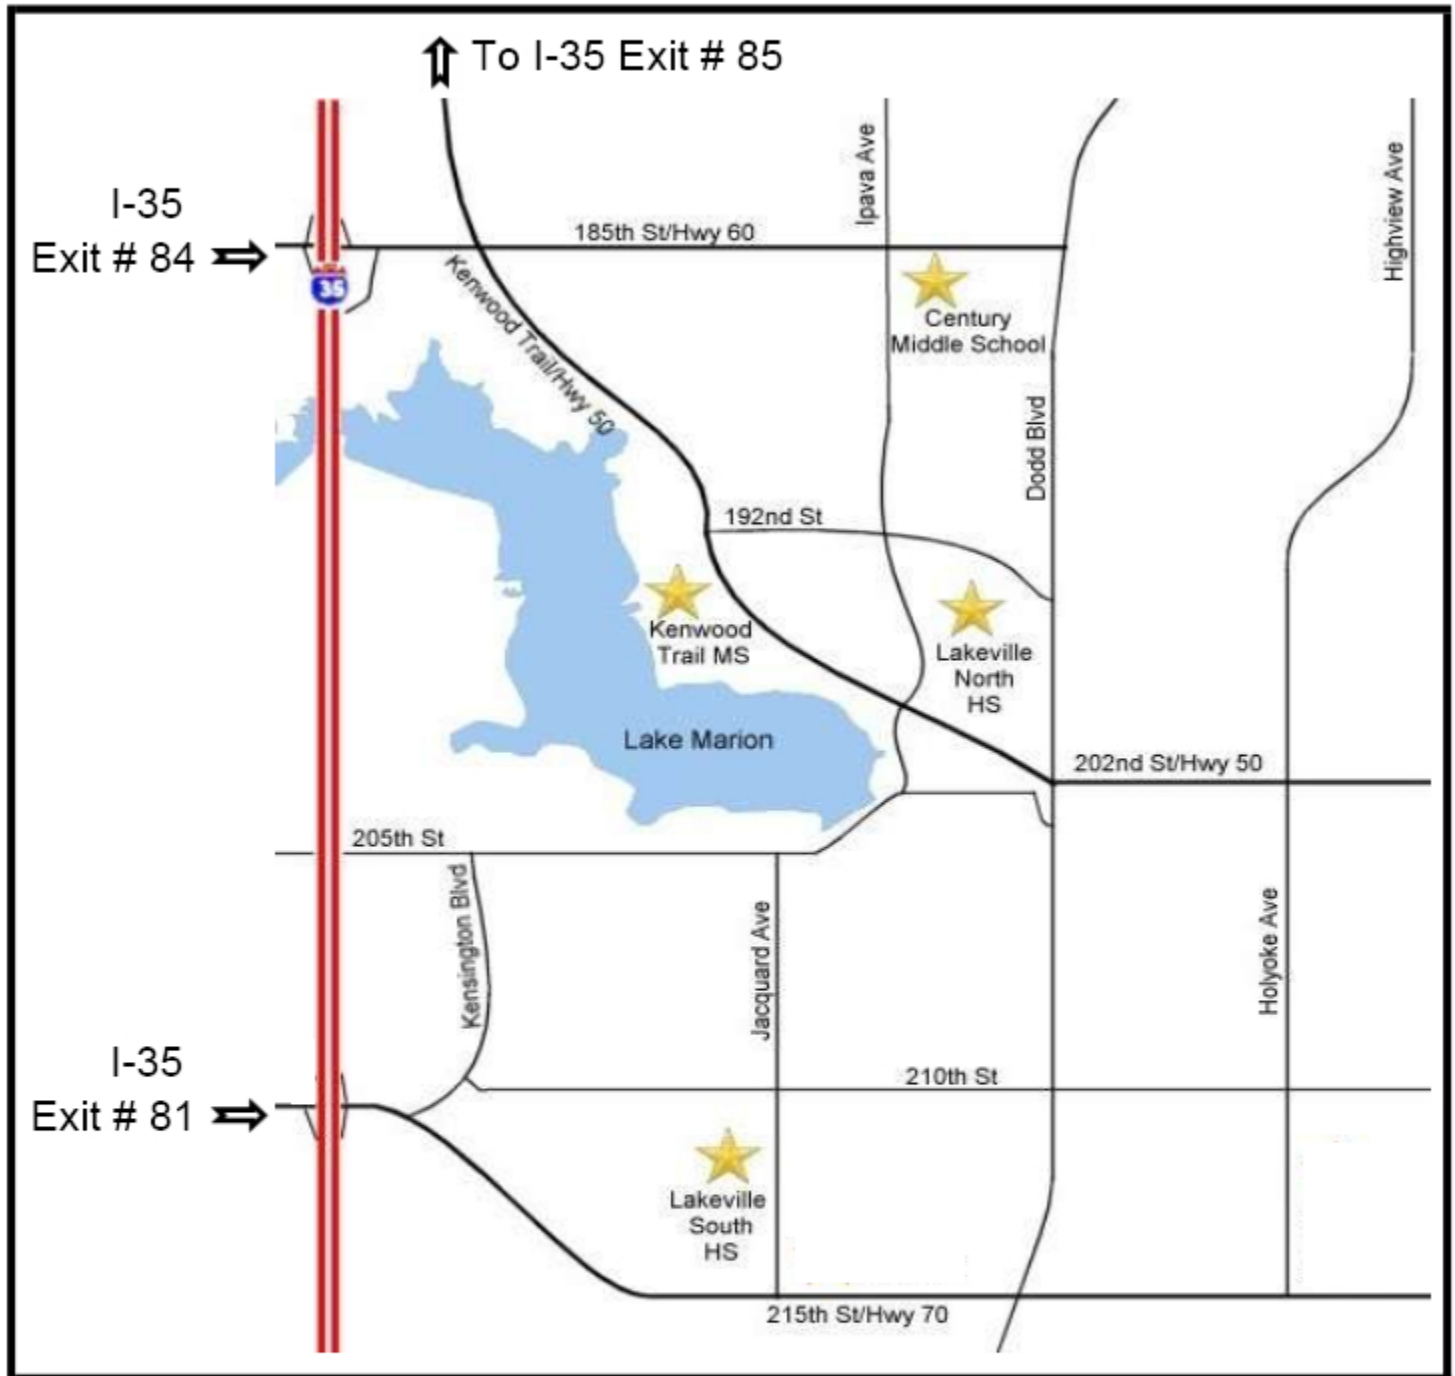 To I-35 Exit # 85
I-35
Exit # 84
185th St/Hwy 60
Ipava Ave
Highview Ave
35
Kenwood Trail/Hwy 50
Century
Middle School
Dodd Blvd
192nd St
Kenwood
Trail MS
Lakeville
North
HS
Lake Marion
202nd St/Hwy 50
205th St
Kensington Blvd
Jacquard Ave
Holyoke Ave
I-35
Exit # 81
210th St
Lakeville
South
HS
215th St/Hwy 70